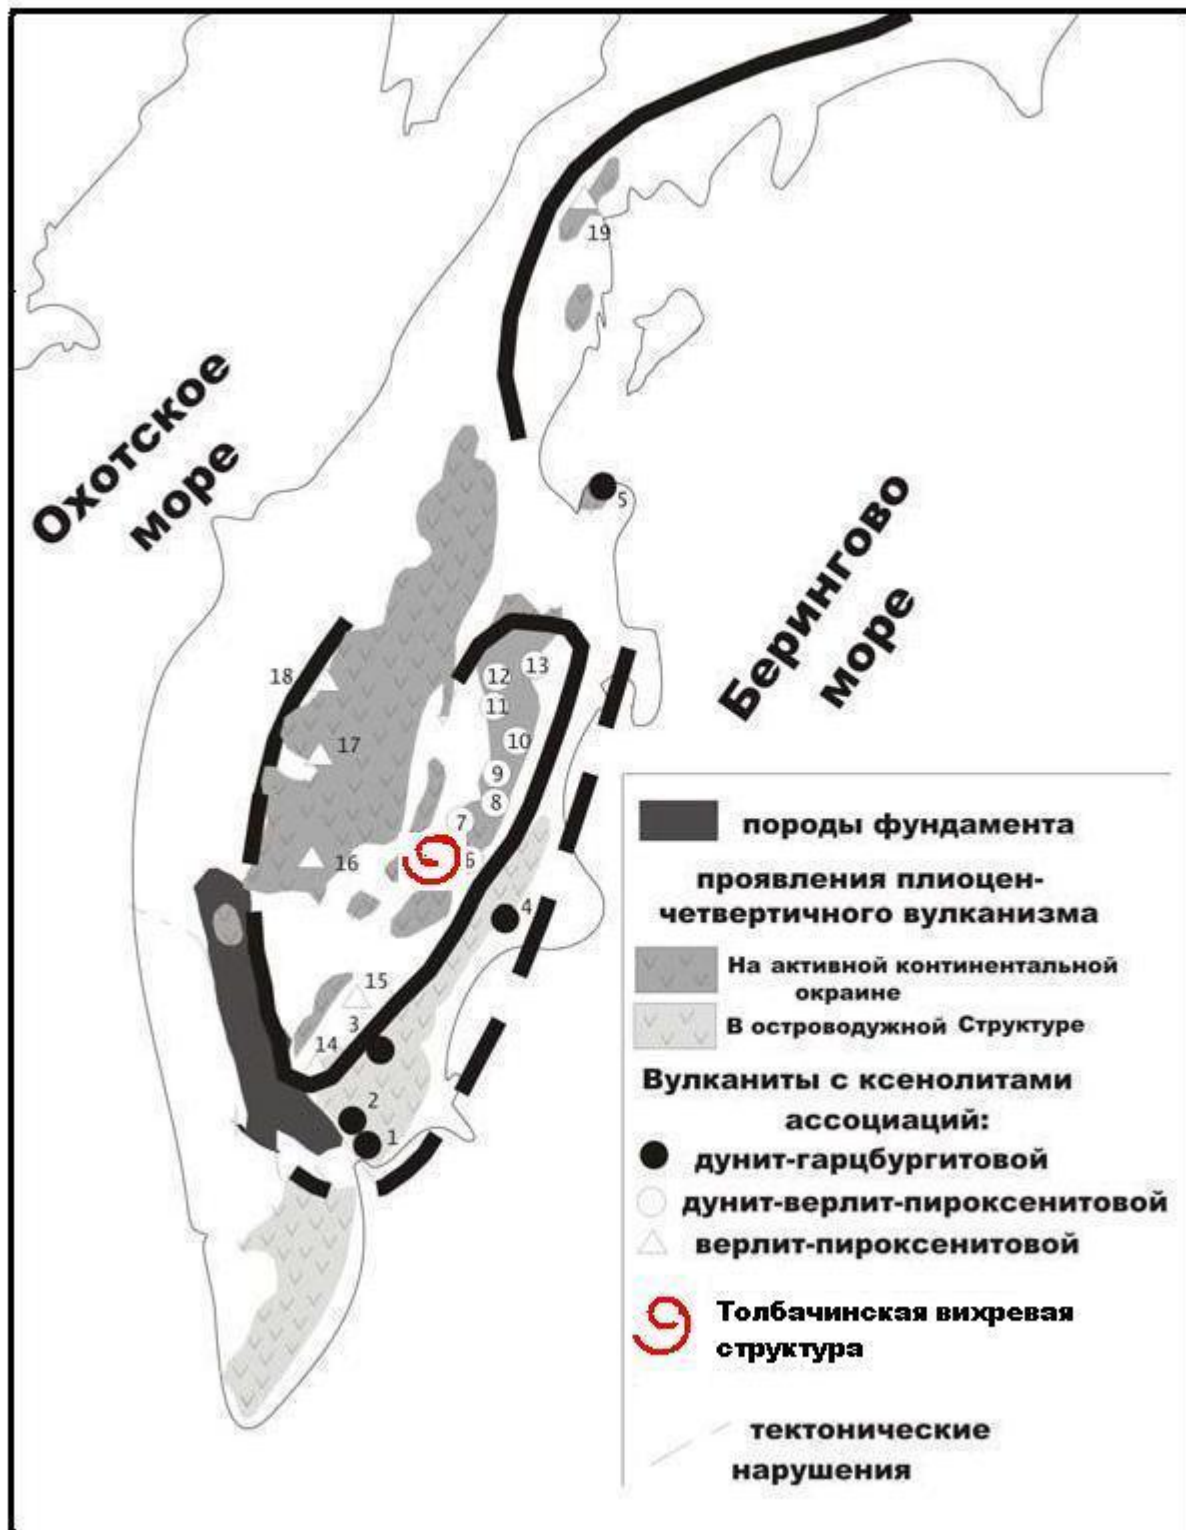 19
Охотское
море
5
Берингово
море
13
12
18
11
17
10
9
8
7
16
6
4
15
3
14
2
1
породы фундамента
проявления плиоцен-
четвертичного вулканизма
На активной континентальной
окраине
В островодужной Структуре
Вулканиты с ксенолитами
ассоциаций:
дунит-гарцбургитовой
дунит-верлит-пироксенитовой
верлит-пироксенитовой
Толбачинская вихревая
структура
тектонические
нарушения